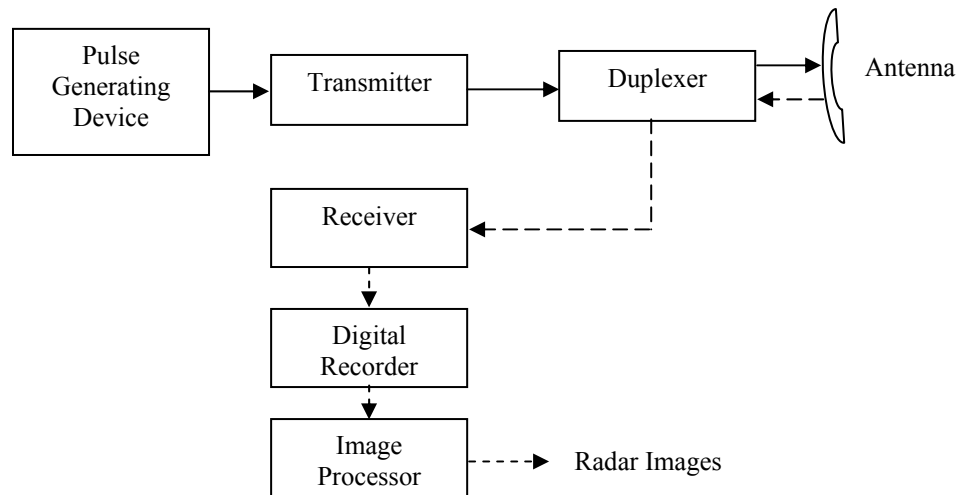 Pulse
Generating
Device
Transmitter
Duplexer
Antenna
Receiver
Digital
Recorder
Image
Processor
Radar Images